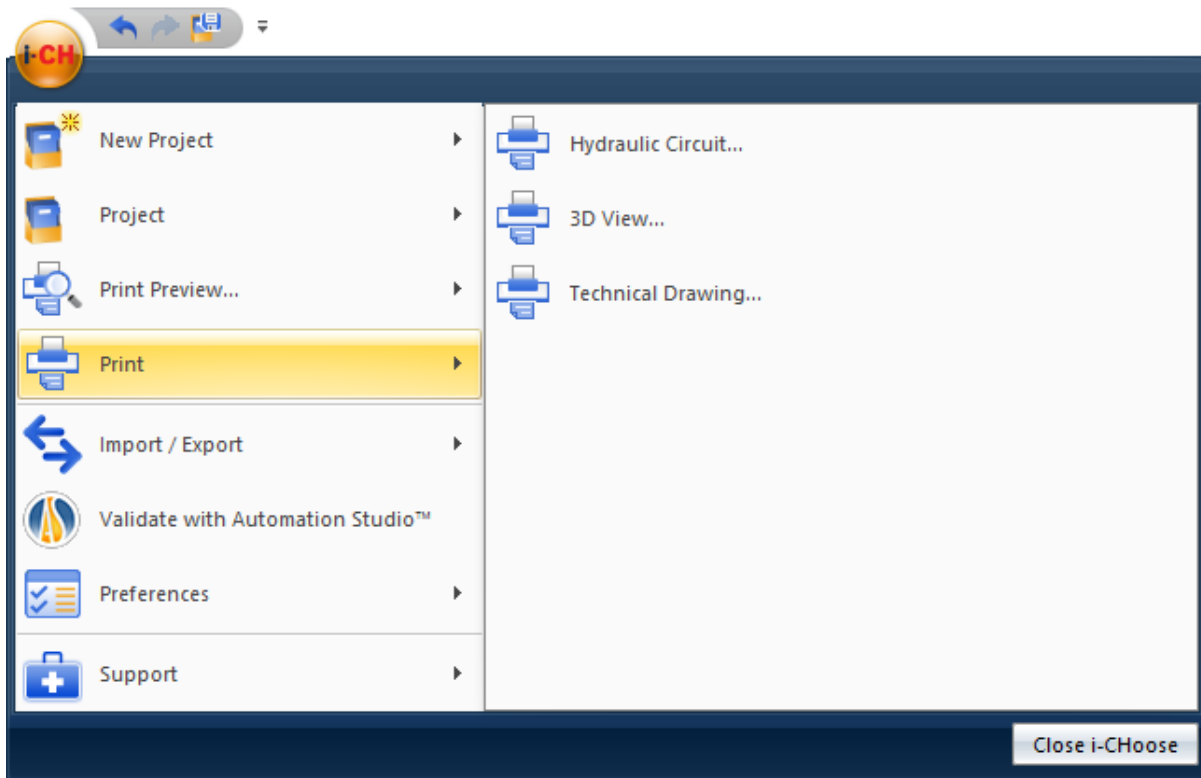 i-CH
New Project
Project
Print Preview...
Print
Import / Export
Validate with Automation Studio™
Preferences
Support
Hydraulic Circuit...
3D View...
Technical Drawing...
Close i-CHoose